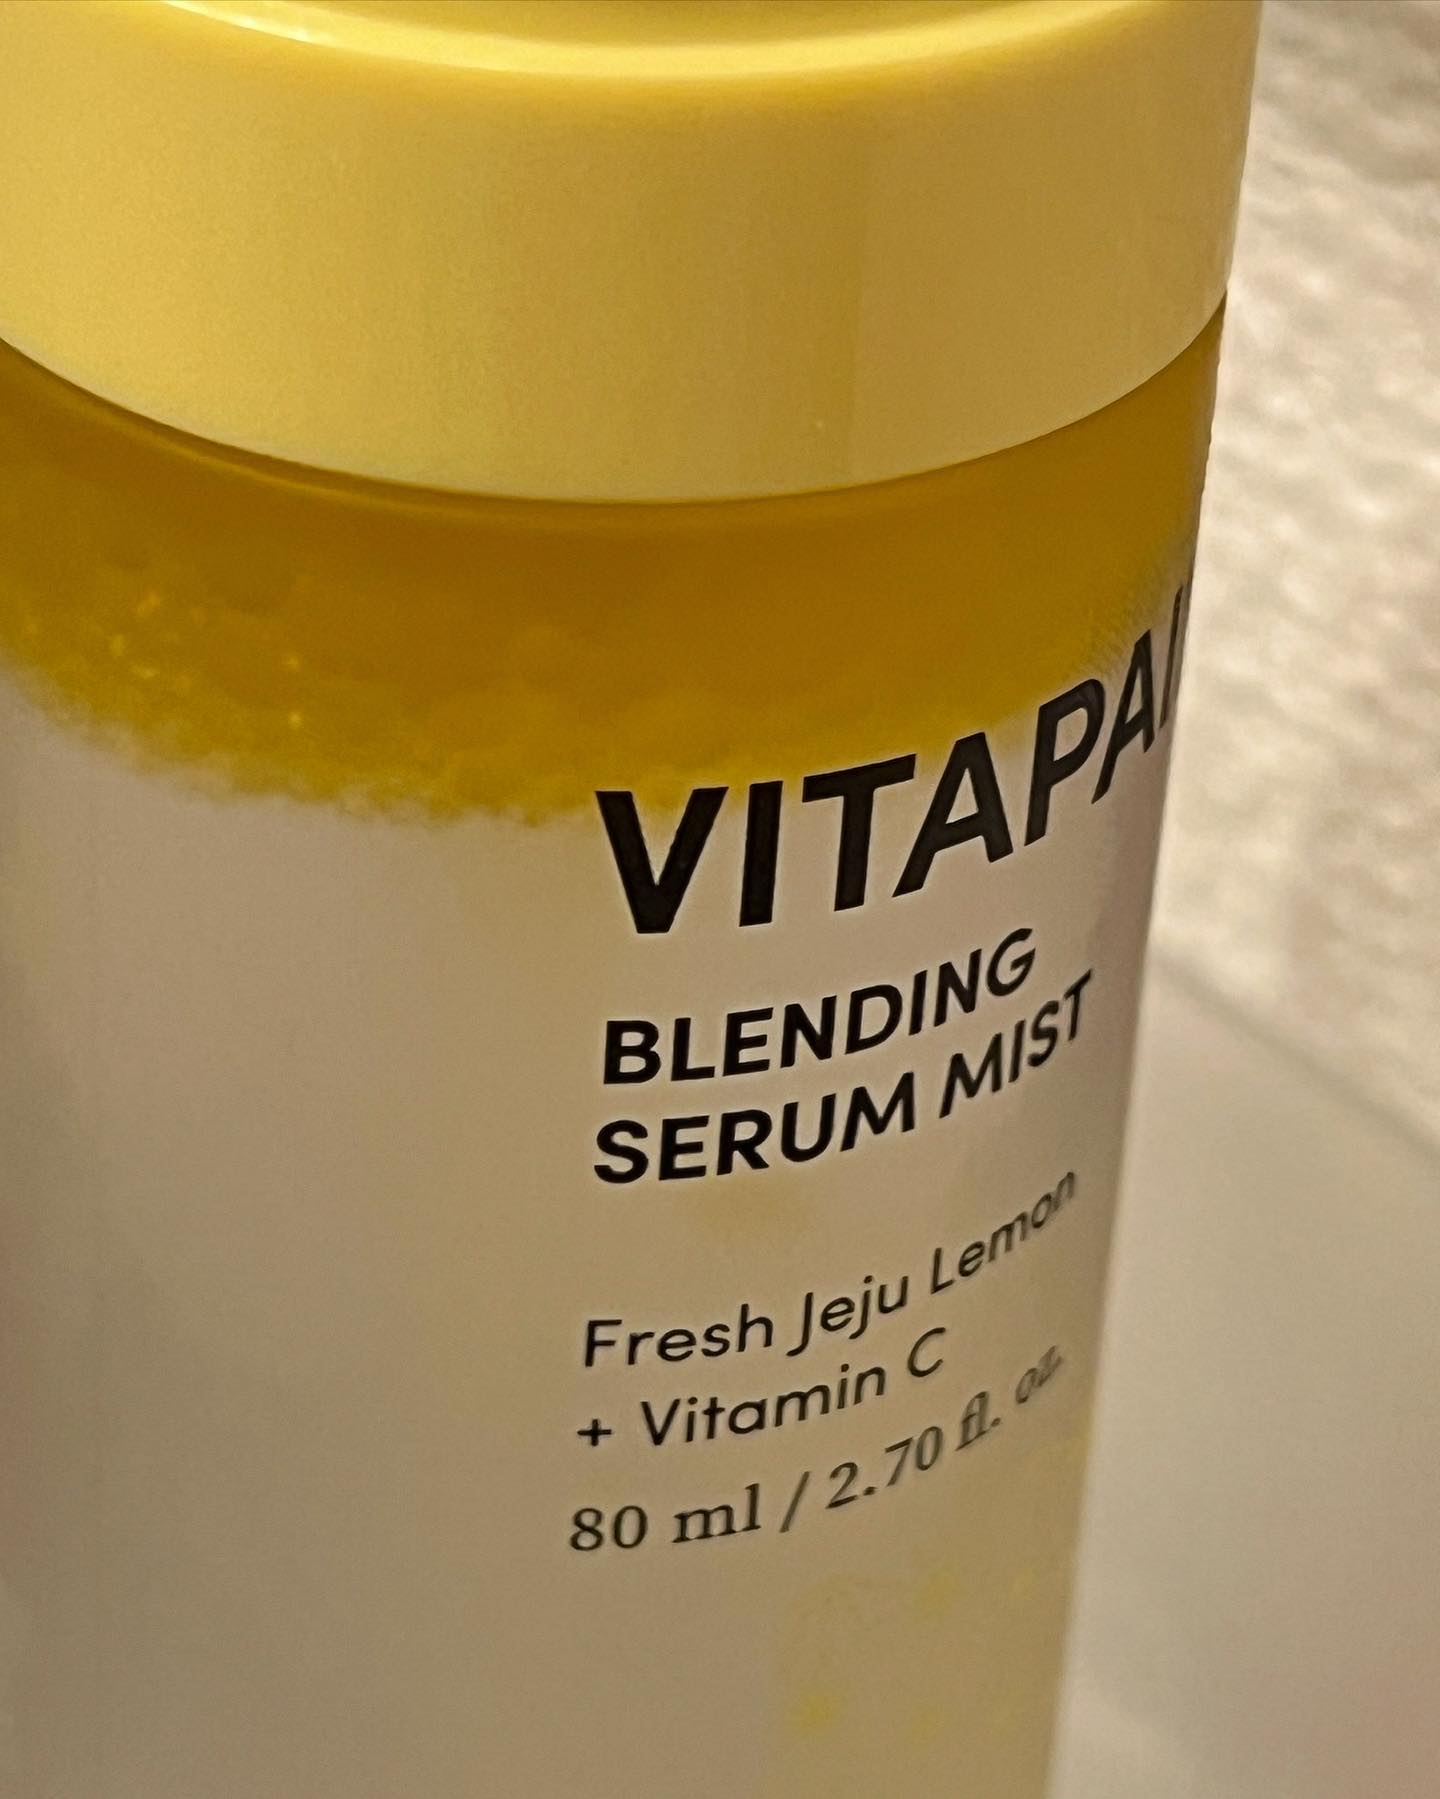 VITAPAI
BLENDING
SERUM MIST
Fresh Jeju Lemon
+ Vitamin C
80 ml / 2.70 fl. oz.